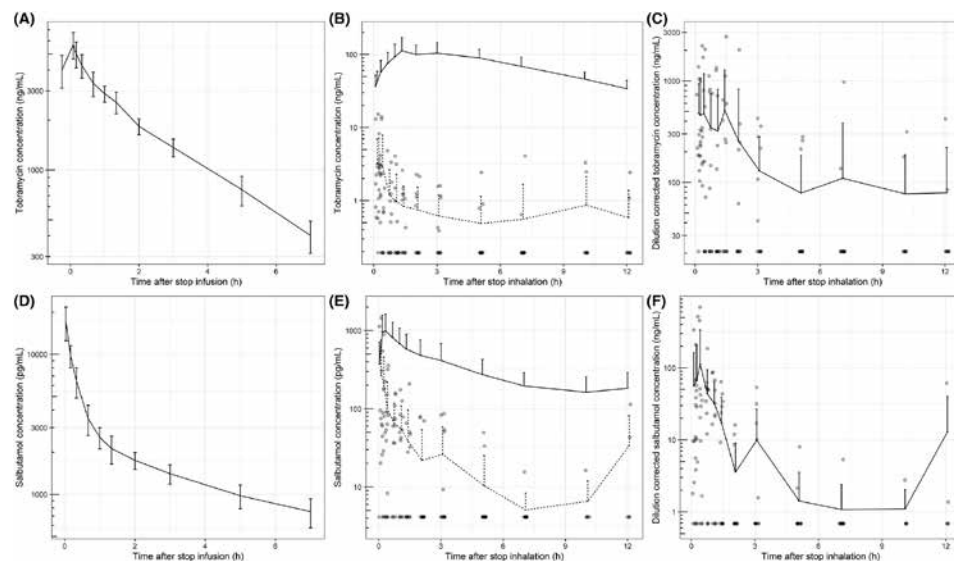 (A)
Tobramycin concentration (ng/mL)
3000
1000
300
0
2
4
6
Time after stop infusion (h)
(B)
Tobramycin concentration (ng/mL)
100
10
1
0
3
6
9
12
Time after stop inhalation (h)
(C)
Dilution corrected tobramycin concentration (ng/mL)
3000
1000
300
100
30
0
3
6
9
12
Time after stop inhalation (h)
(D)
Salbutamol concentration (pg/mL)
10000
3000
1000
0
2
4
6
Time after stop infusion (h)
(E)
Salbutamol concentration (pg/mL)
1000
100
10
0
3
6
9
12
Time after stop inhalation (h)
(F)
Dilution corrected salbutamol concentration (ng/mL)
100
10
1
0
3
6
9
12
Time after stop inhalation (h)